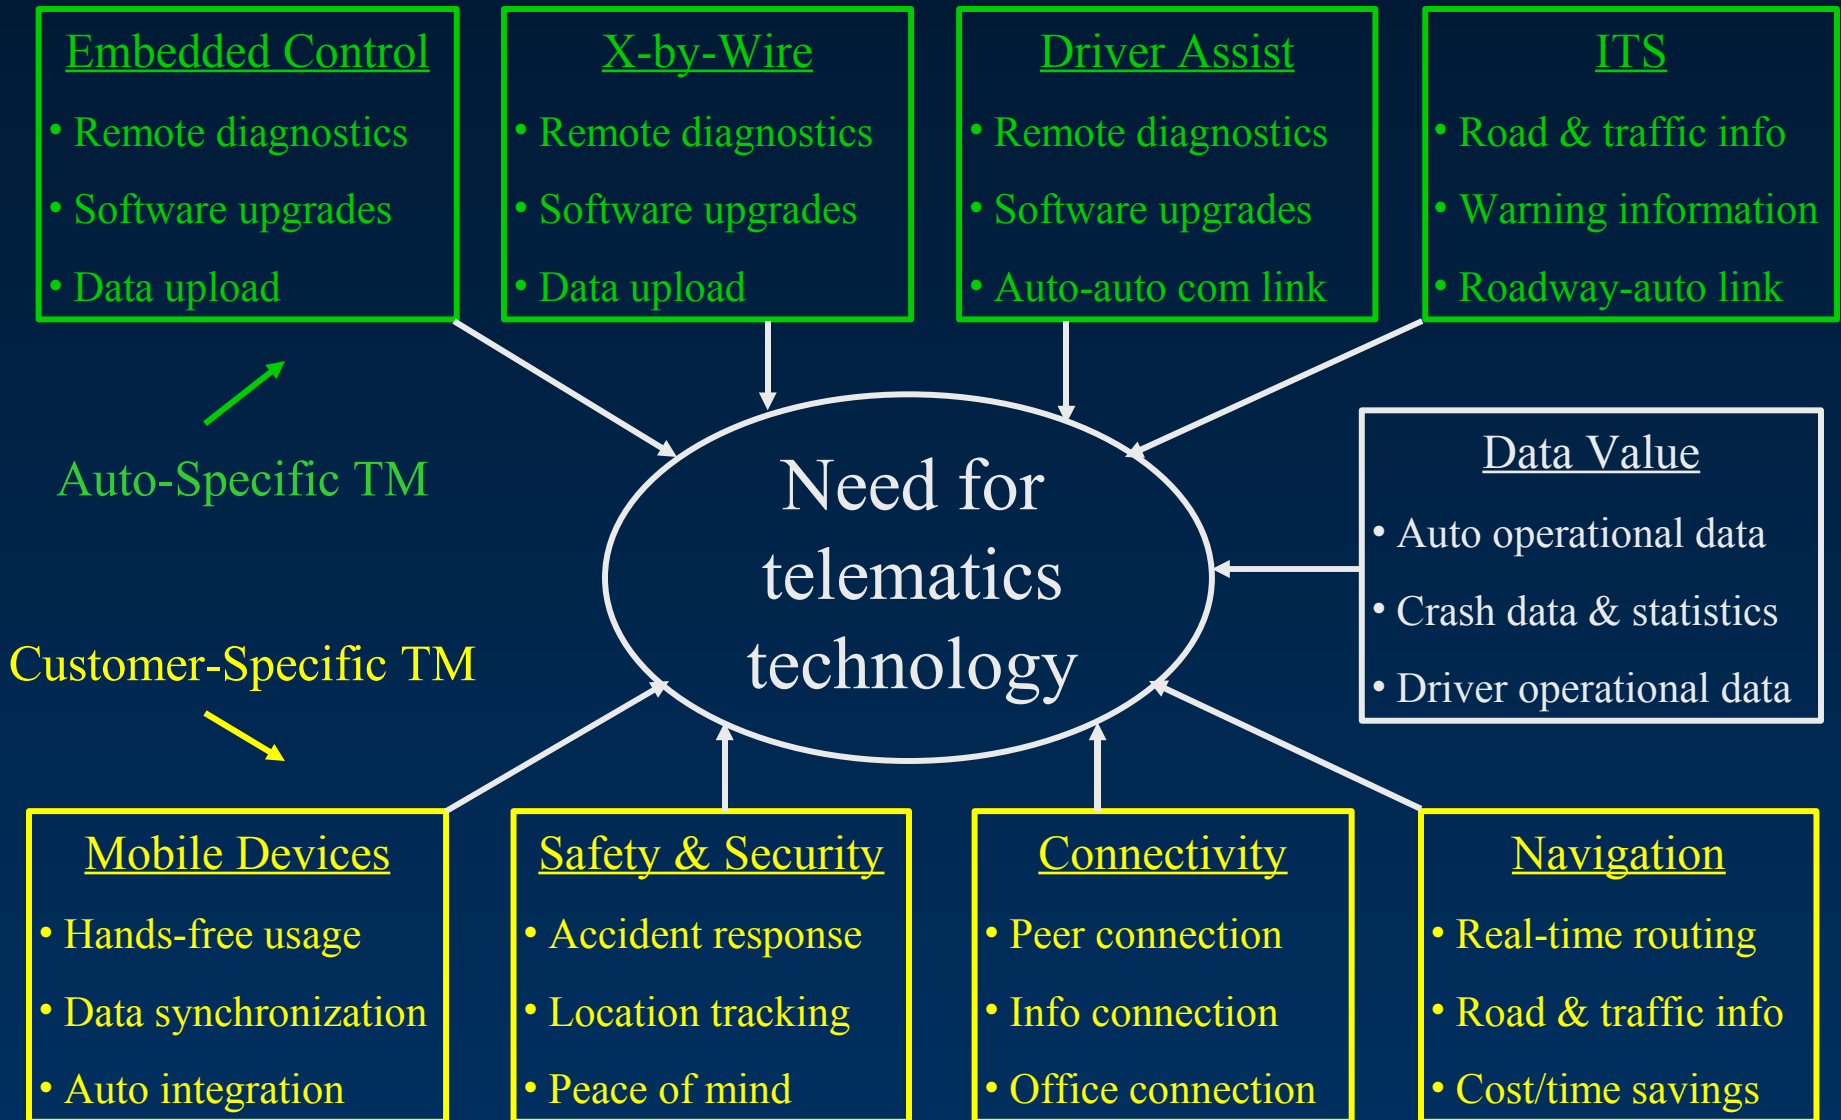 Embedded Control
• Remote diagnostics
• Software upgrades
• Data upload
X-by-Wire
• Remote diagnostics
• Software upgrades
• Data upload
Driver Assist
• Remote diagnostics
• Software upgrades
• Auto-auto com link
ITS
• Road & traffic info
• Warning information
• Roadway-auto link
Auto-Specific TM
Need for
telematics
technology
Data Value
• Auto operational data
• Crash data & statistics
• Driver operational data
Customer-Specific TM
Mobile Devices
• Hands-free usage
• Data synchronization
• Auto integration
Safety & Security
• Accident response
• Location tracking
• Peace of mind
Connectivity
• Peer connection
• Info connection
• Office connection
Navigation
• Real-time routing
• Road & traffic info
• Cost/time savings